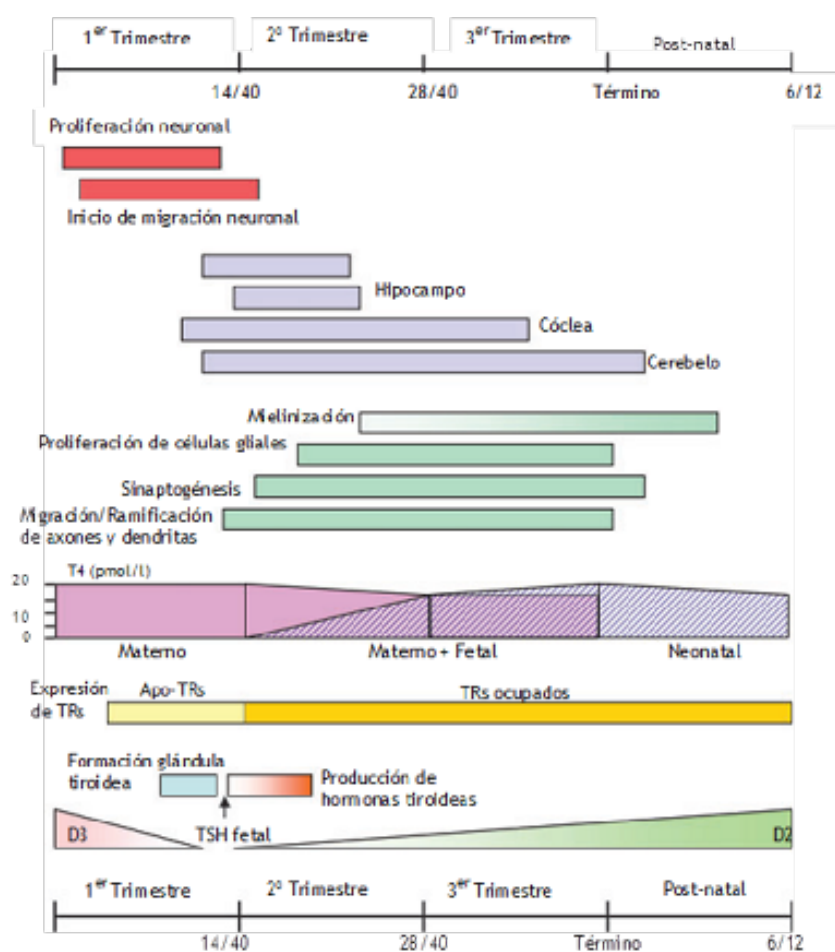 1er Trimestre
2º Trimestre
3er Trimestre
Post-natal
14/40
28/40
Término
6/12
Proliferación neuronal
Inicio de migración neuronal
Hipocampo
Cóclea
Cerebelo
Mielinización
Proliferación de células gliales
Sinaptogénesis
Migración/Ramificación
de axones y dendritas
T4 (pmol/l)
20
10
0
Materno
Materno + Fetal
Neonatal
Expresión
de TRs
Apo-TRs
TRs ocupados
Formación glándula
tiroidea
Producción de
hormonas tiroideas
D3
TSH fetal
D2
1er Trimestre
2º Trimestre
3er Trimestre
Post-natal
14/40
28/40
Término
6/12